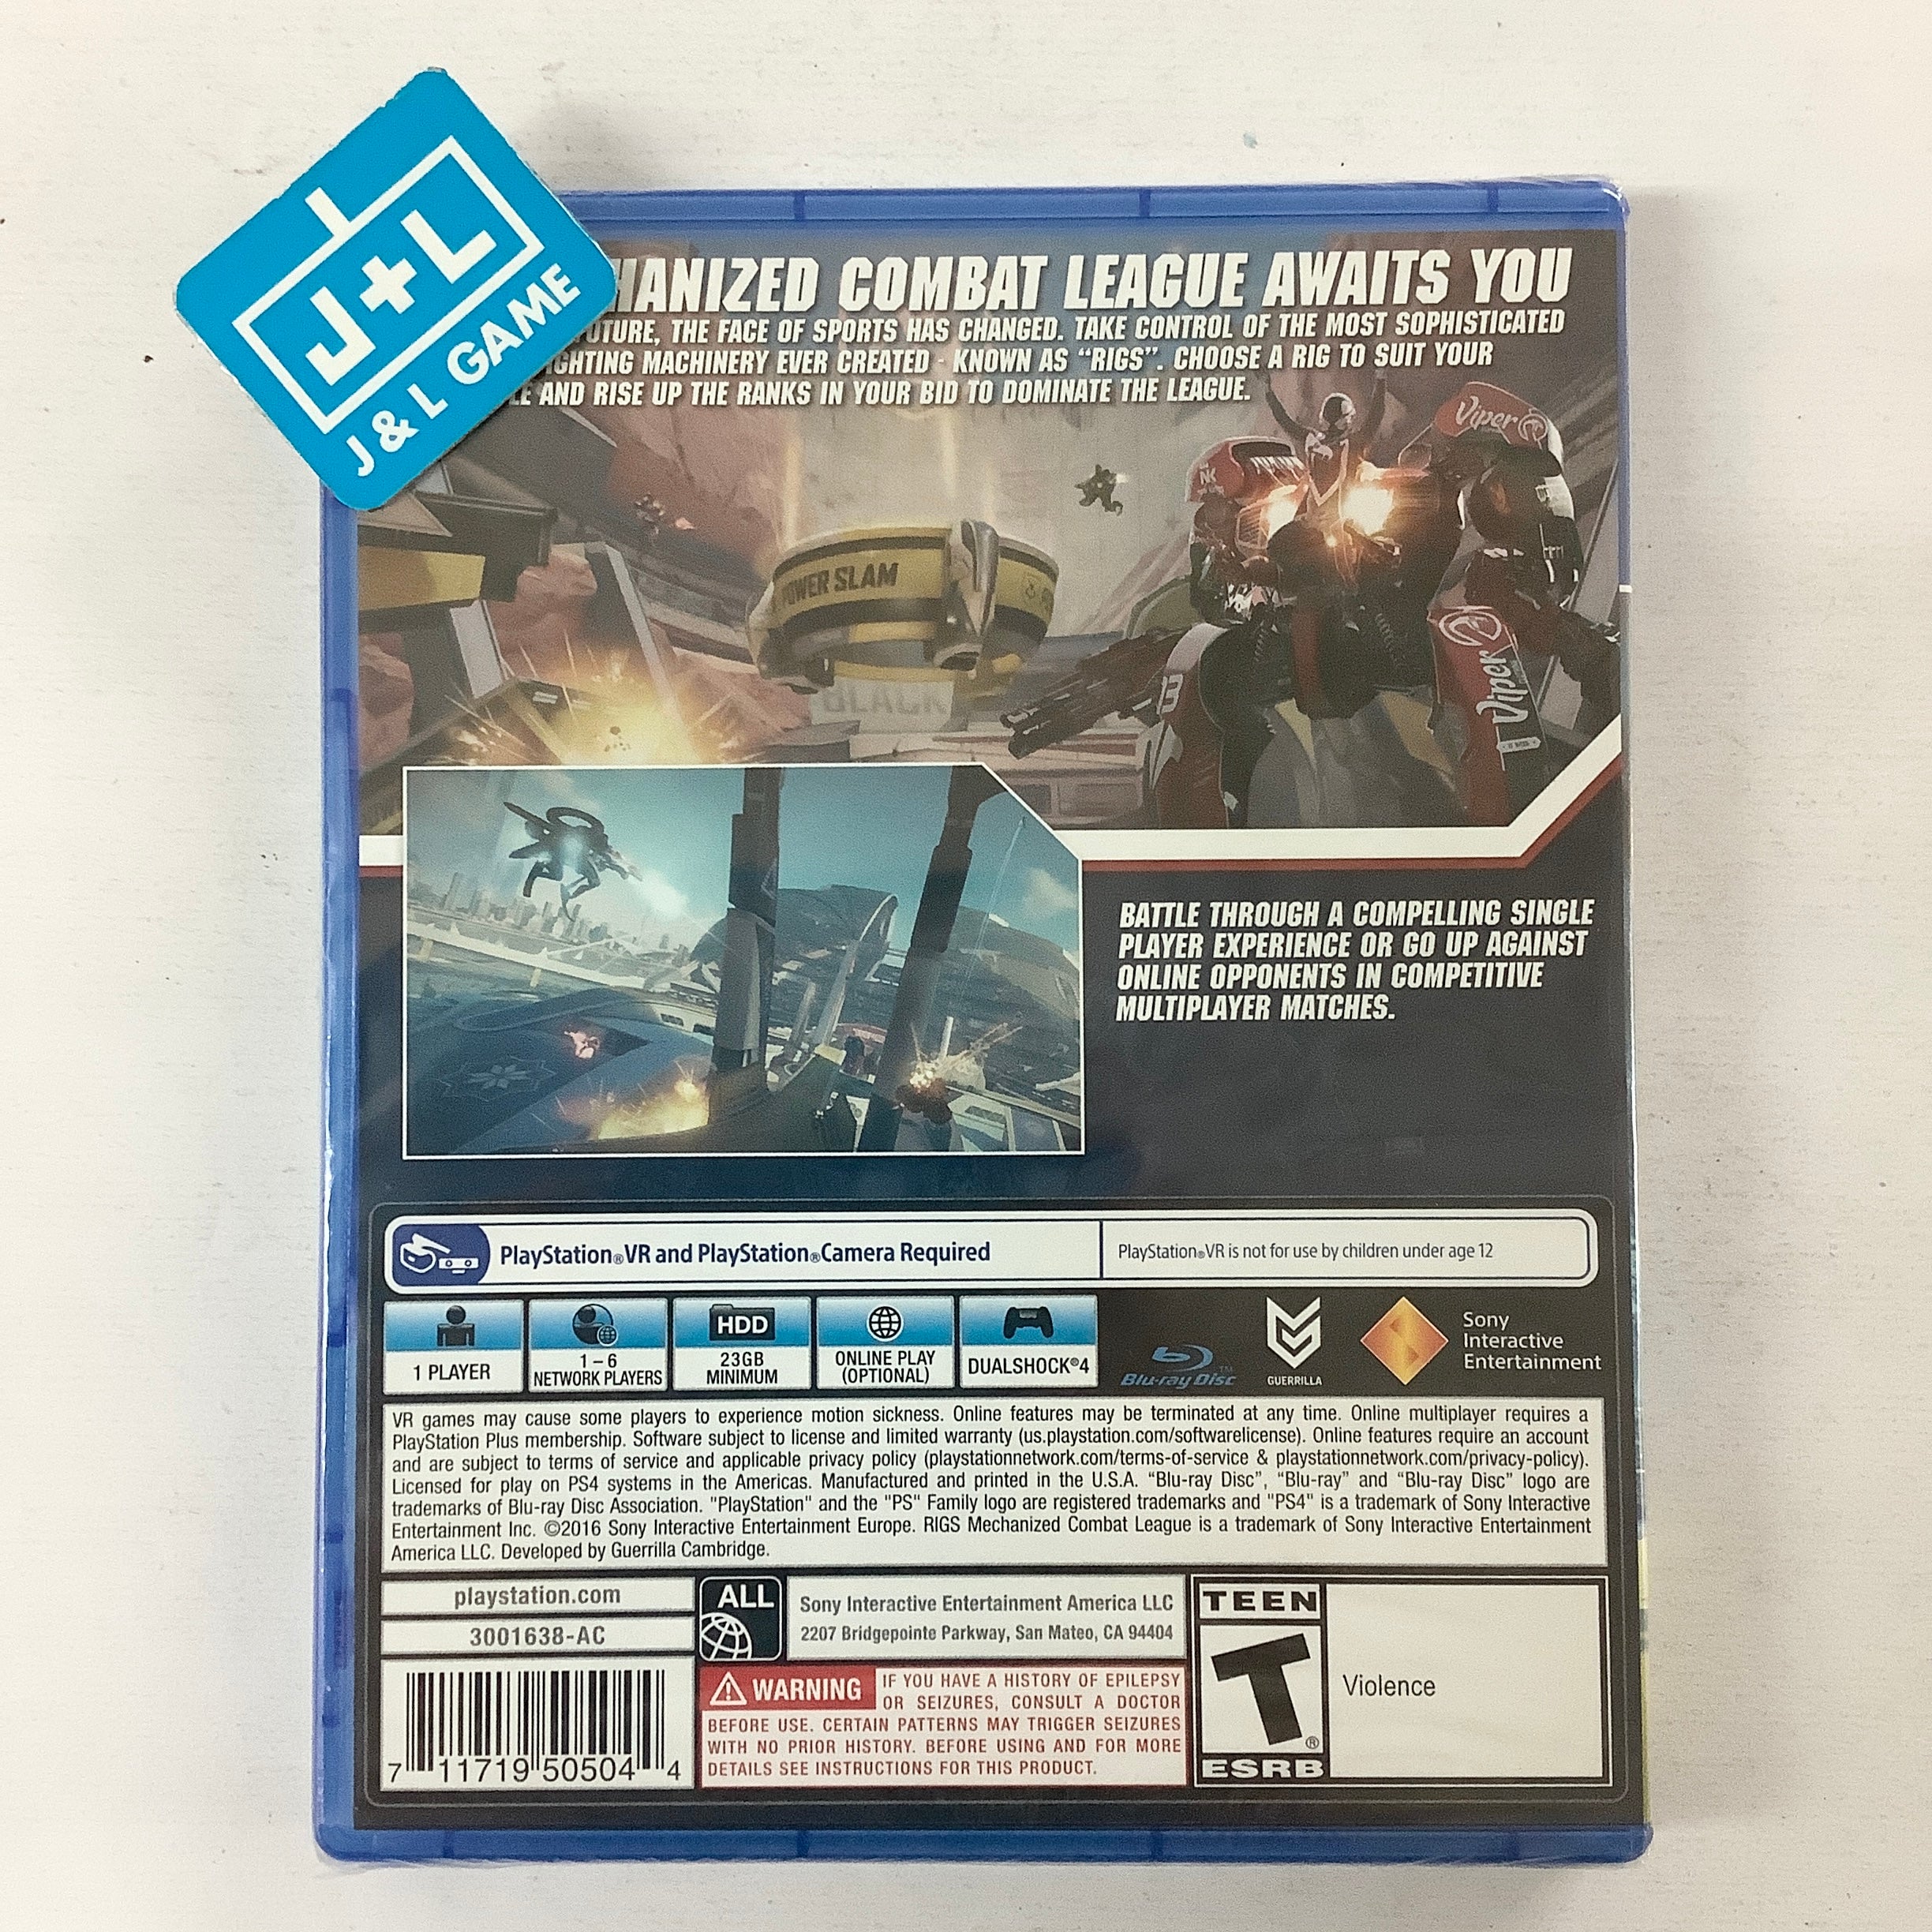 J+L
J & L GAME
HANIZED COMBAT LEAGUE AWAITS YOU
FUTURE, THE FACE OF SPORTS HAS CHANGED. TAKE CONTROL OF THE MOST SOPHISTICATED
IGHTING MACHINERY EVER CREATED - KNOWN AS “RIGS”. CHOOSE A RIG TO SUIT YOUR
LE AND RISE UP THE RANKS IN YOUR BID TO DOMINATE THE LEAGUE.
Viper
NK
POWER SLAM
BLACK
Viper
BATTLE THROUGH A COMPELLING SINGLE
PLAYER EXPERIENCE OR GO UP AGAINST
ONLINE OPPONENTS IN COMPETITIVE
MULTIPLAYER MATCHES.
PlayStation®VR and PlayStation®Camera Required
PlayStation®VR is not for use by children under age 12
1 PLAYER
1 – 6
NETWORK PLAYERS
HDD
23GB
MINIMUM
ONLINE PLAY
(OPTIONAL)
DUALSHOCK®4
Blu-ray Disc™
GUERRILLA
Sony
Interactive
Entertainment
VR games may cause some players to experience motion sickness. Online features may be terminated at any time. Online multiplayer requires a
PlayStation Plus membership. Software subject to license and limited warranty (us.playstation.com/softwarelicense). Online features require an account
and are subject to terms of service and applicable privacy policy (playstationnetwork.com/terms-of-service & playstationnetwork.com/privacy-policy).
Licensed for play on PS4 systems in the Americas. Manufactured and printed in the U.S.A. “Blu-ray Disc”, “Blu-ray” and “Blu-ray Disc” logo are
trademarks of Blu-ray Disc Association. "PlayStation" and the "PS" Family logo are registered trademarks and "PS4" is a trademark of Sony Interactive
Entertainment Inc. ©2016 Sony Interactive Entertainment Europe. RIGS Mechanized Combat League is a trademark of Sony Interactive Entertainment
America LLC. Developed by Guerrilla Cambridge.
playstation.com
3001638-AC
ALL
Sony Interactive Entertainment America LLC
2207 Bridgepointe Parkway, San Mateo, CA 94404
WARNING IF YOU HAVE A HISTORY OF EPILEPSY
OR SEIZURES, CONSULT A DOCTOR
BEFORE USE. CERTAIN PATTERNS MAY TRIGGER SEIZURES
WITH NO PRIOR HISTORY. BEFORE USING AND FOR MORE
DETAILS SEE INSTRUCTIONS FOR THIS PRODUCT.
7 11719 50504 4
TEEN
T®
ESRB
Violence